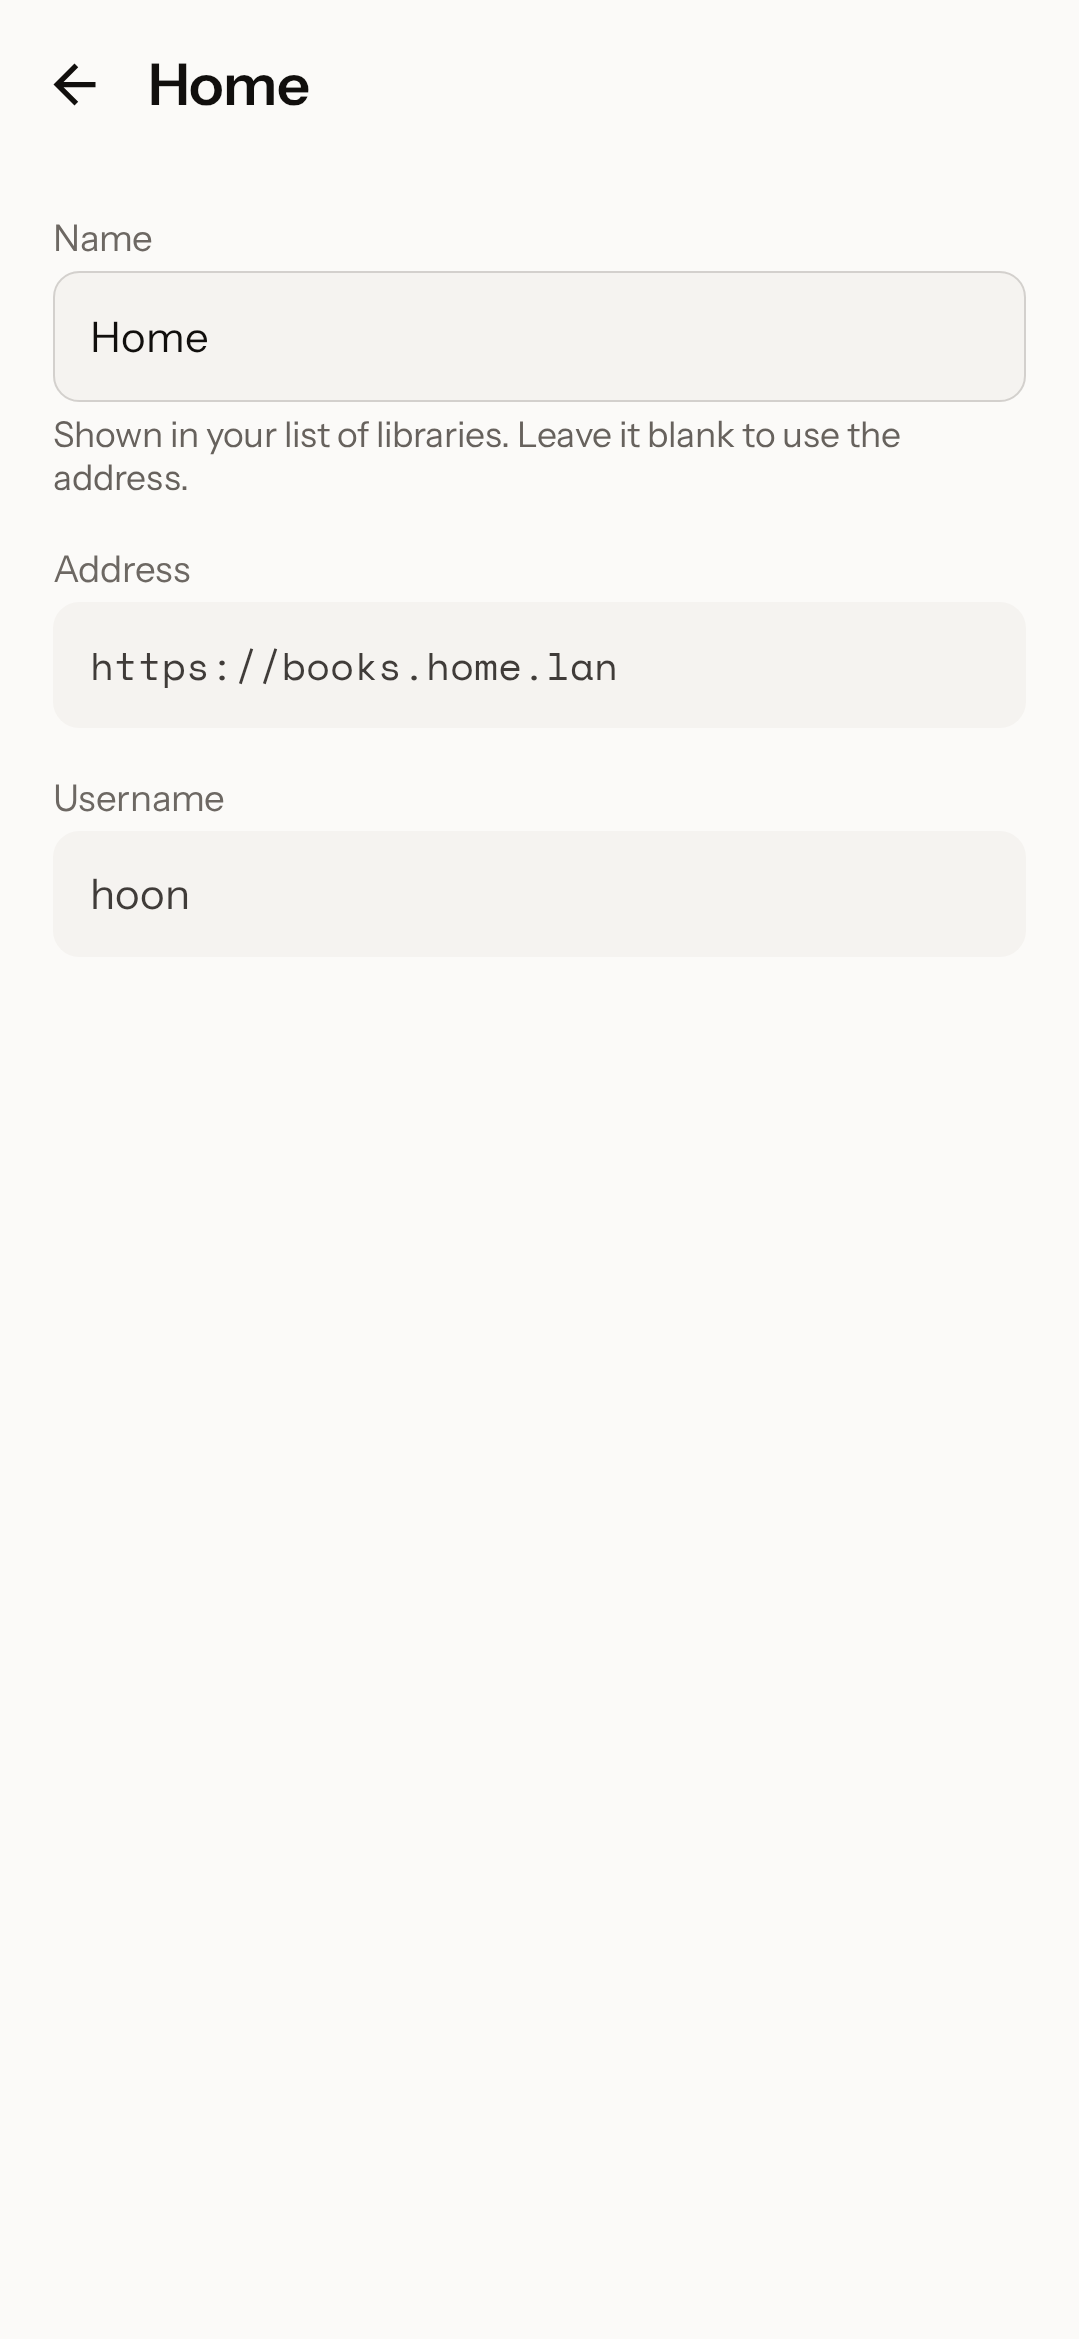 Home
Name
Home
Shown in your list of libraries. Leave it blank to use the
address.
Address
https://books.home.lan
Username
hoon